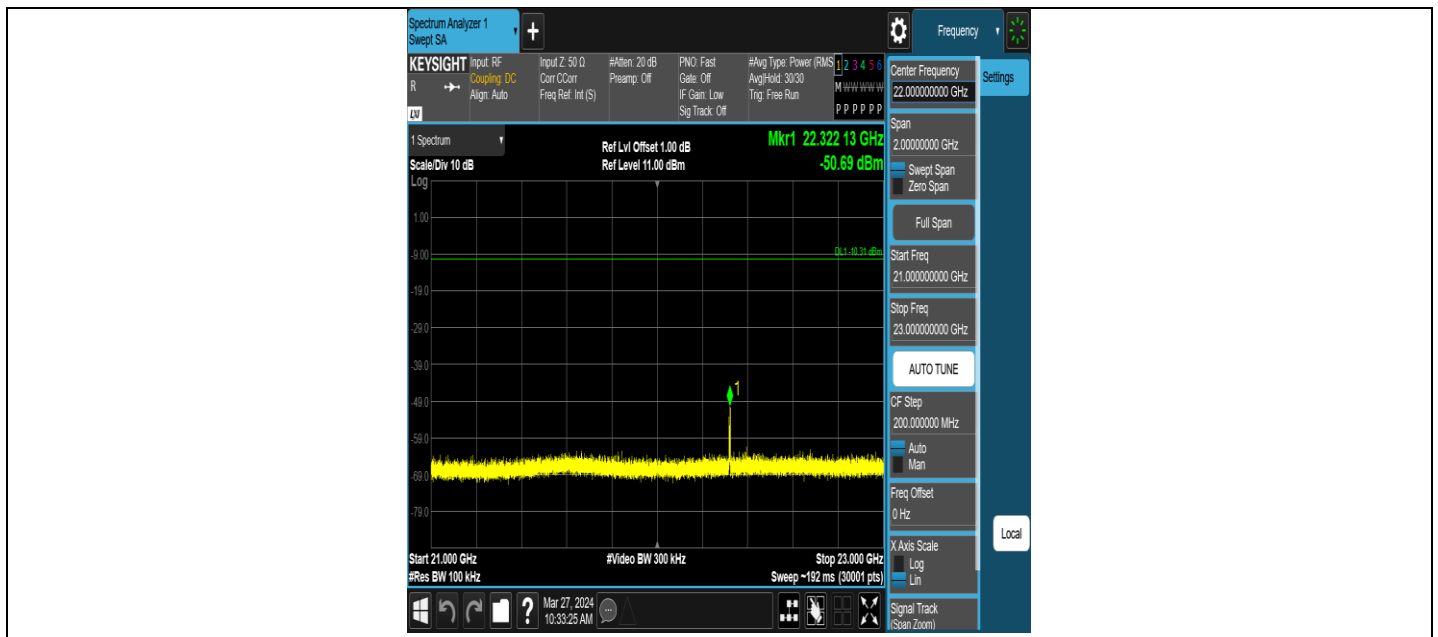 Spectrum Analyzer 1
Swept SA
Frequency
KEYSIGHT
R
LXI
Input: RF
Coupling: DC
Align: Auto
Input Z: 50 Ω
Corr CCorr
Freq Ref: Int (S)
#Atten: 20 dB
Preamp: Off
PNO: Fast
Gate: Off
IF Gain: Low
Sig Track: Off
#Avg Type: Power (RMS
Avg|Hold: 30/30
Trig: Free Run
1 2 3 4 5 6
M W W W W W
P P P P P P
1 Spectrum
Scale/Div 10 dB
Log
Ref Lvl Offset 1.00 dB
Ref Level 11.00 dBm
Mkr1 22.322 13 GHz
-50.69 dBm
1.00
-9.00
DL1 -10.31 dBm
-19.0
-29.0
-39.0
1
-49.0
-59.0
-69.0
-79.0
Start 21.000 GHz
#Video BW 300 kHz
Stop 23.000 GHz
#Res BW 100 kHz
Sweep ~192 ms (30001 pts)
Center Frequency
22.000000000 GHz
Settings
Span
2.00000000 GHz
Swept Span
Zero Span
Full Span
Start Freq
21.000000000 GHz
Stop Freq
23.000000000 GHz
AUTO TUNE
CF Step
200.000000 MHz
Auto
Man
Freq Offset
0 Hz
Local
X Axis Scale
Log
Lin
Signal Track
(Span Zoom)
?
Mar 27, 2024
10:33:25 AM